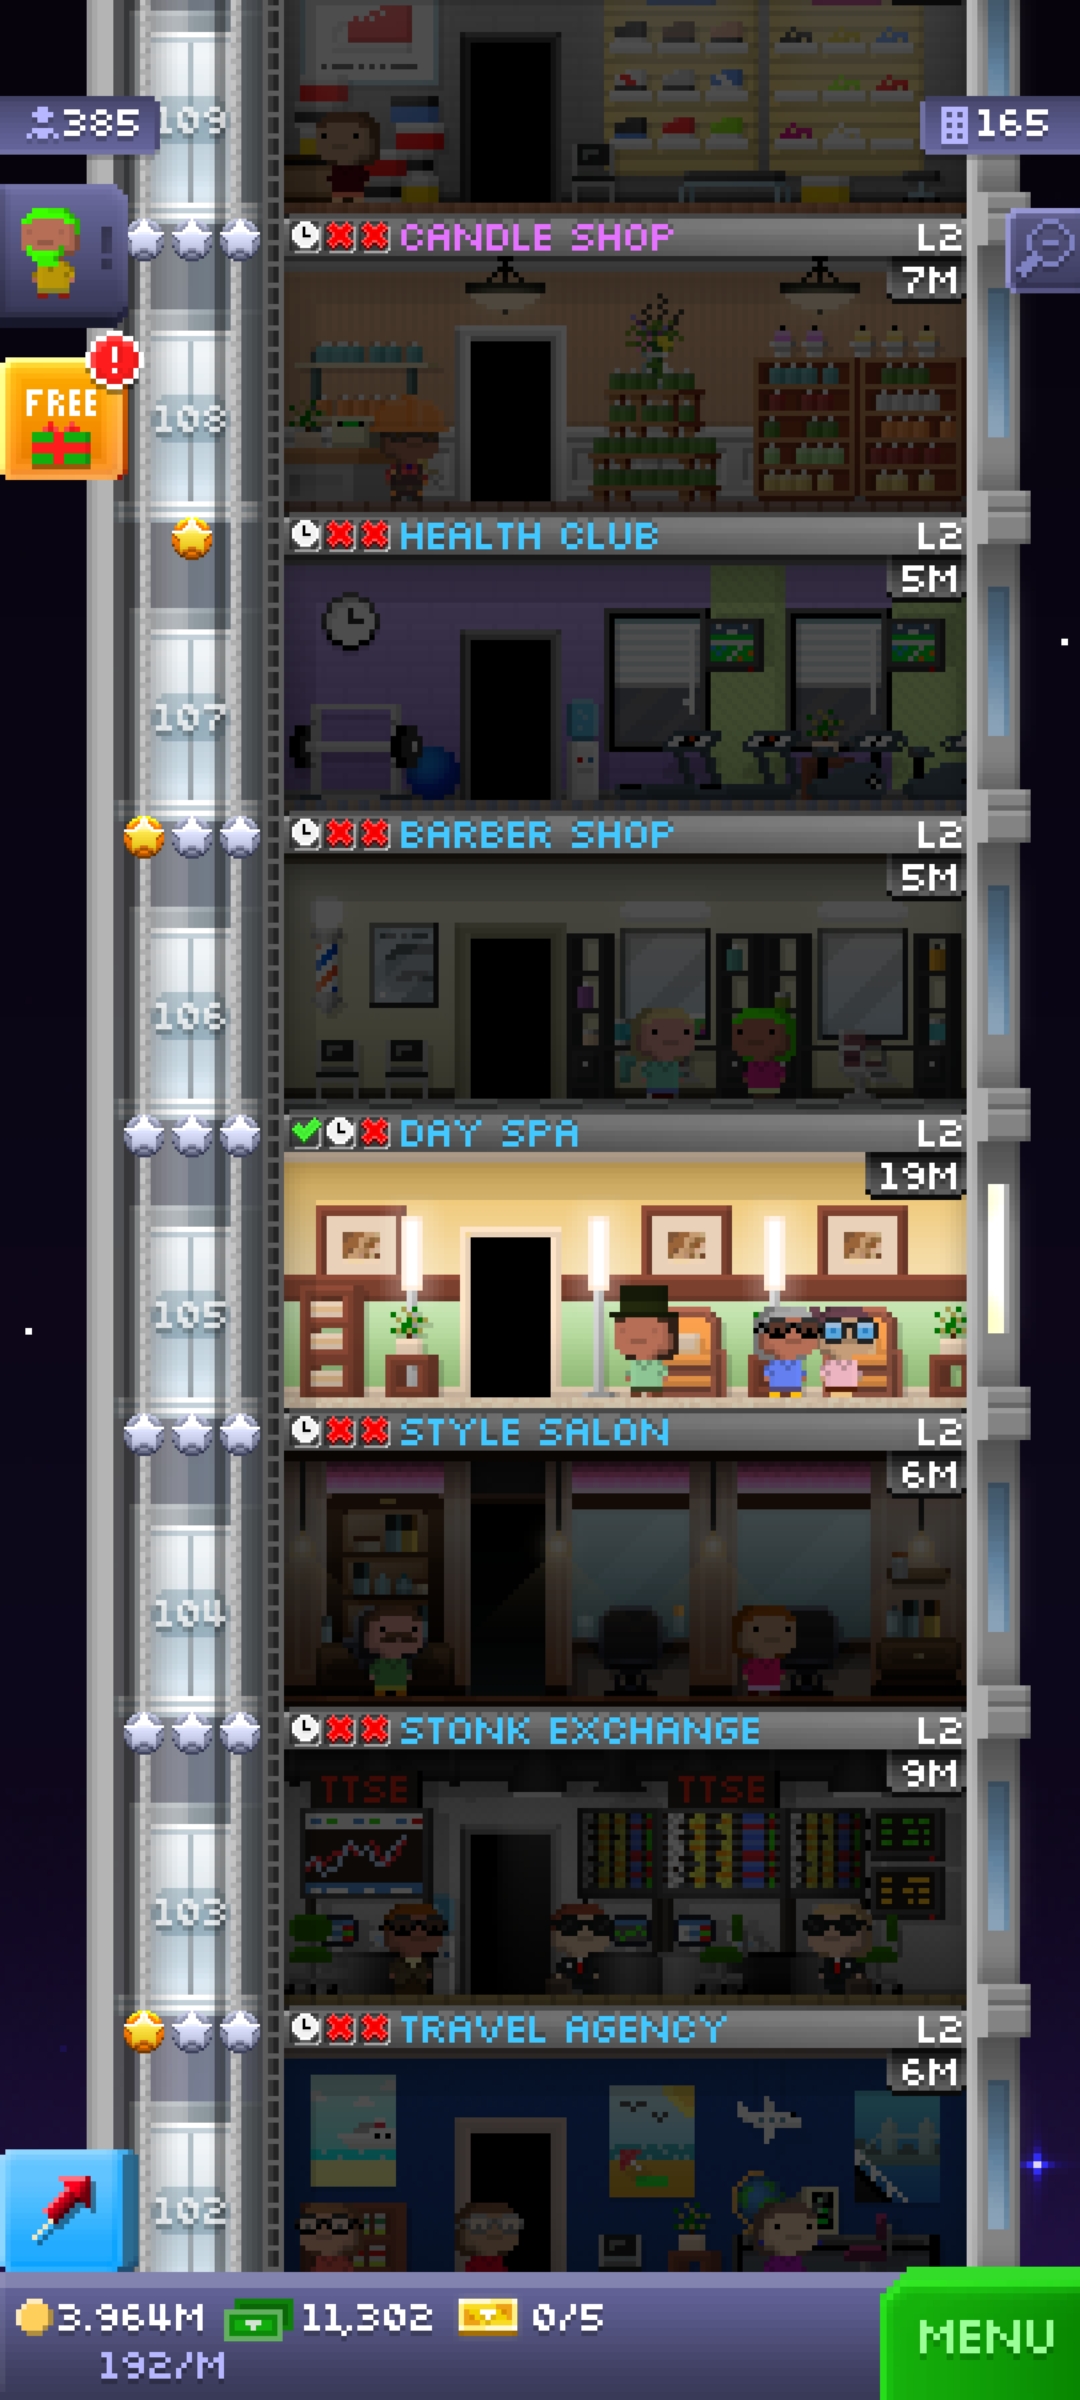 109
385
165
CANDLE SHOP L2
7M
FREE
!
108
HEALTH CLUB L2
5M
107
BARBER SHOP L2
5M
106
DAY SPA L2
19M
105
STYLE SALON L2
6M
104
STONK EXCHANGE L2
9M
TTSE TTSE
103
TRAVEL AGENCY L2
6M
102
3.964M 11,302 0/5
192/M
MENU